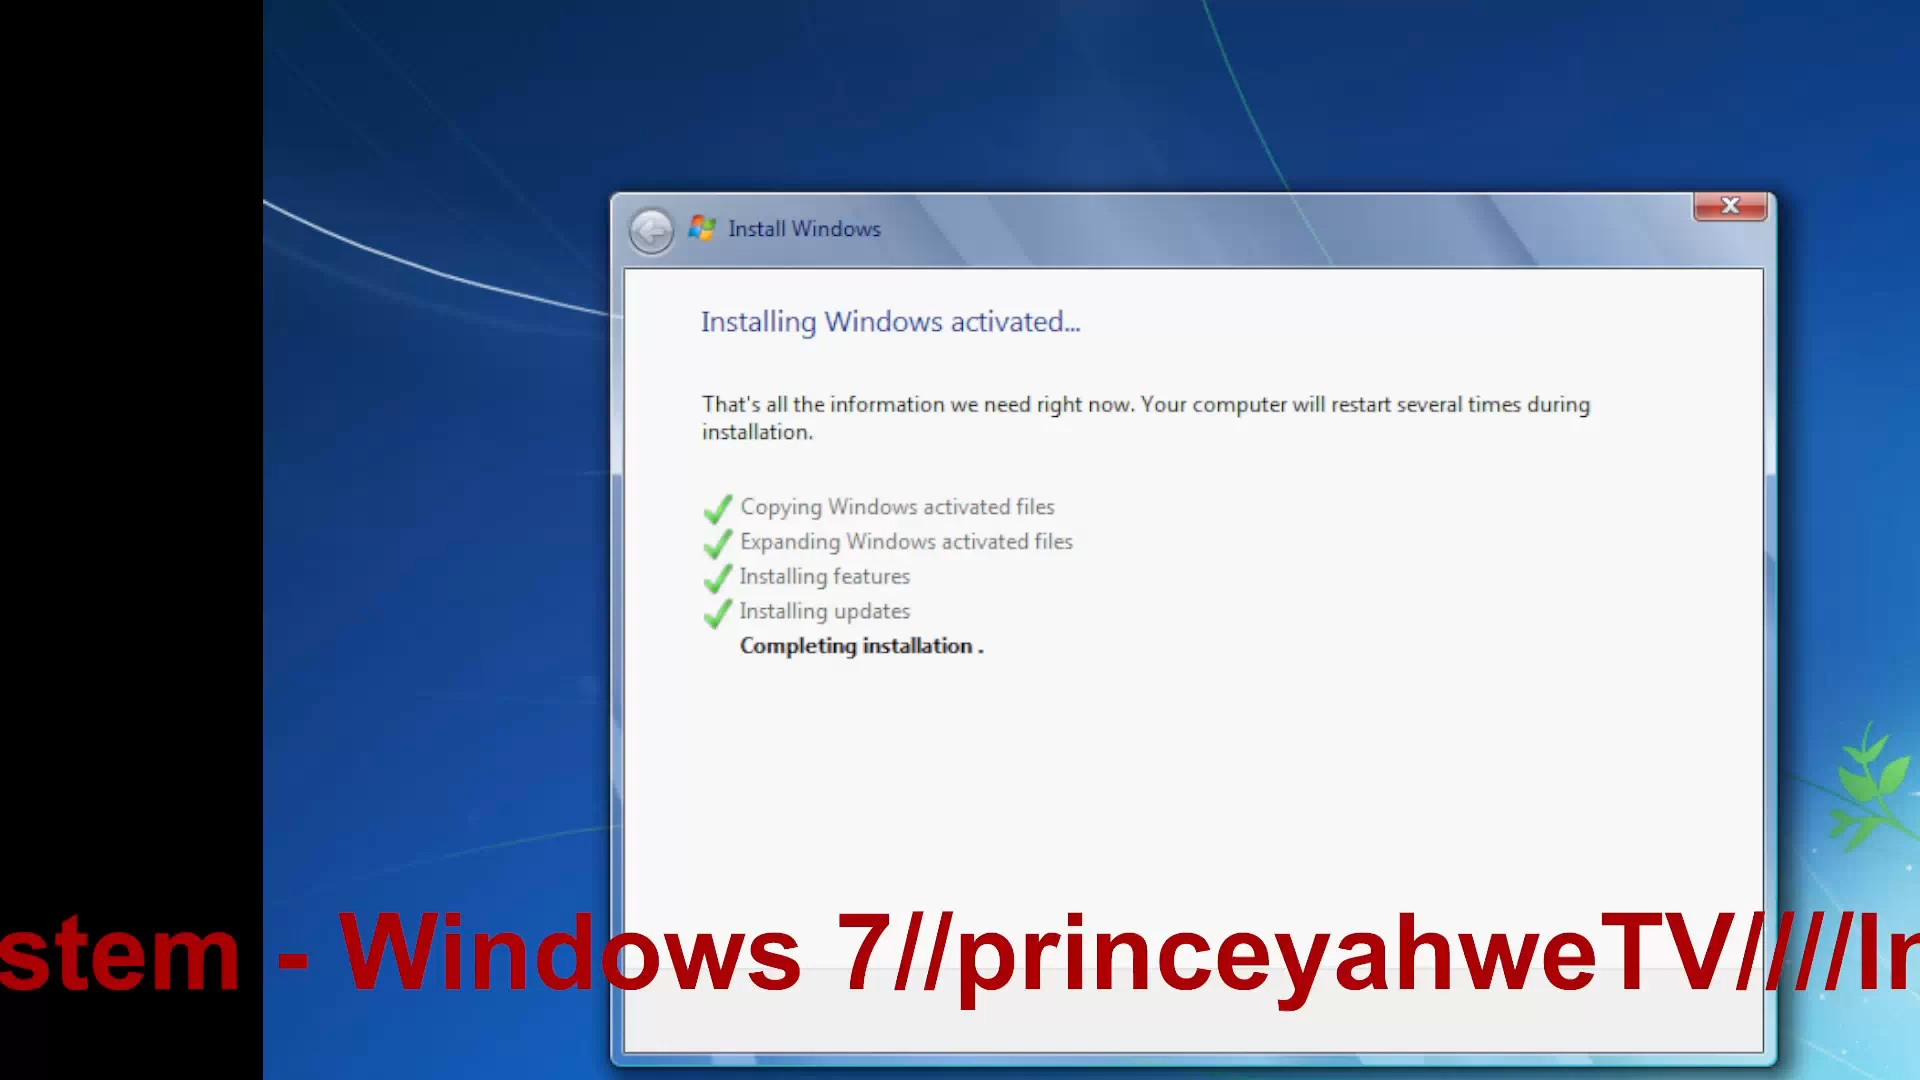 Install Windows
Installing Windows activated...
That's all the information we need right now. Your computer will restart several times during
installation.
Copying Windows activated files
Expanding Windows activated files
Installing features
Installing updates
Completing installation .
stem - Windows 7//princeyahweTV////In